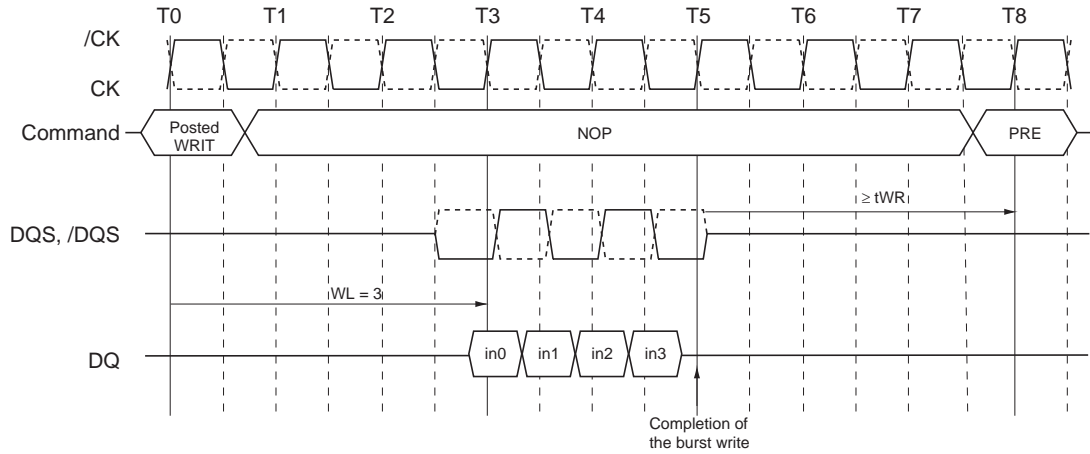 T0 T1 T2 T3 T4 T5 T6 T7 T8
/CK
CK
Command
Posted
WRIT
NOP
PRE
≥ tWR
DQS, /DQS
WL = 3
DQ
in0 in1 in2 in3
Completion of
the burst write